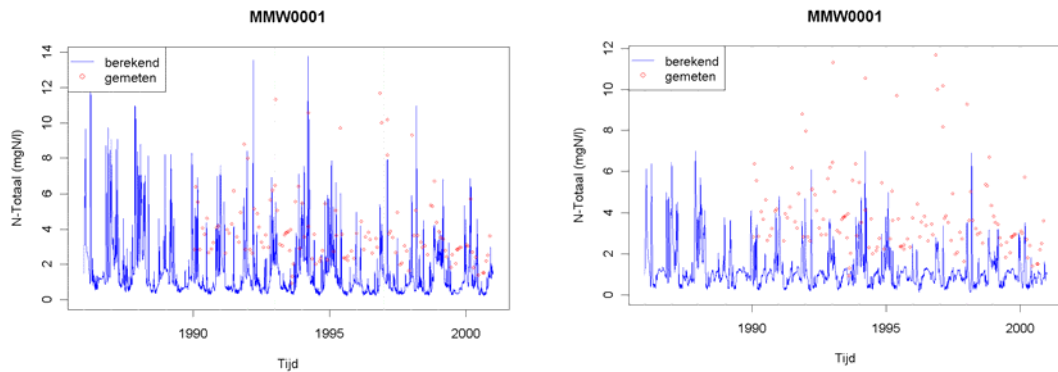 MMW0001
N-Totaal (mgN/l)
14
12
10
8
6
4
2
0
berekend
gemeten
1990
1995
2000
Tijd
MMW0001
N-Totaal (mgN/l)
12
10
8
6
4
2
0
berekend
gemeten
1990
1995
2000
Tijd